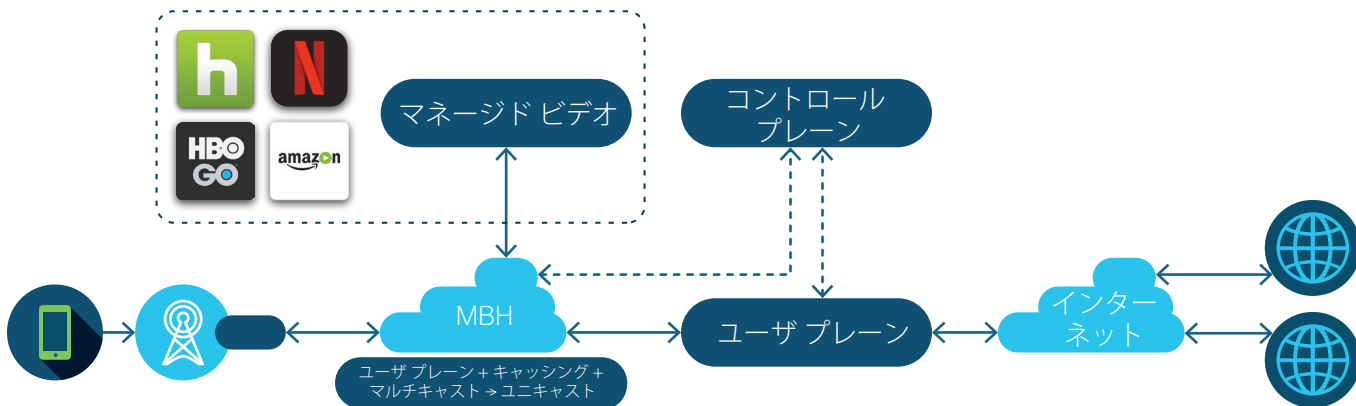 h
N
HBO
GO
amazon
マネージド ビデオ
コントロール
プレーン
MBH
ユーザ プレーン + キャッシング +
マルチキャスト → ユニキャスト
ユーザ プレーン
インター
ネット